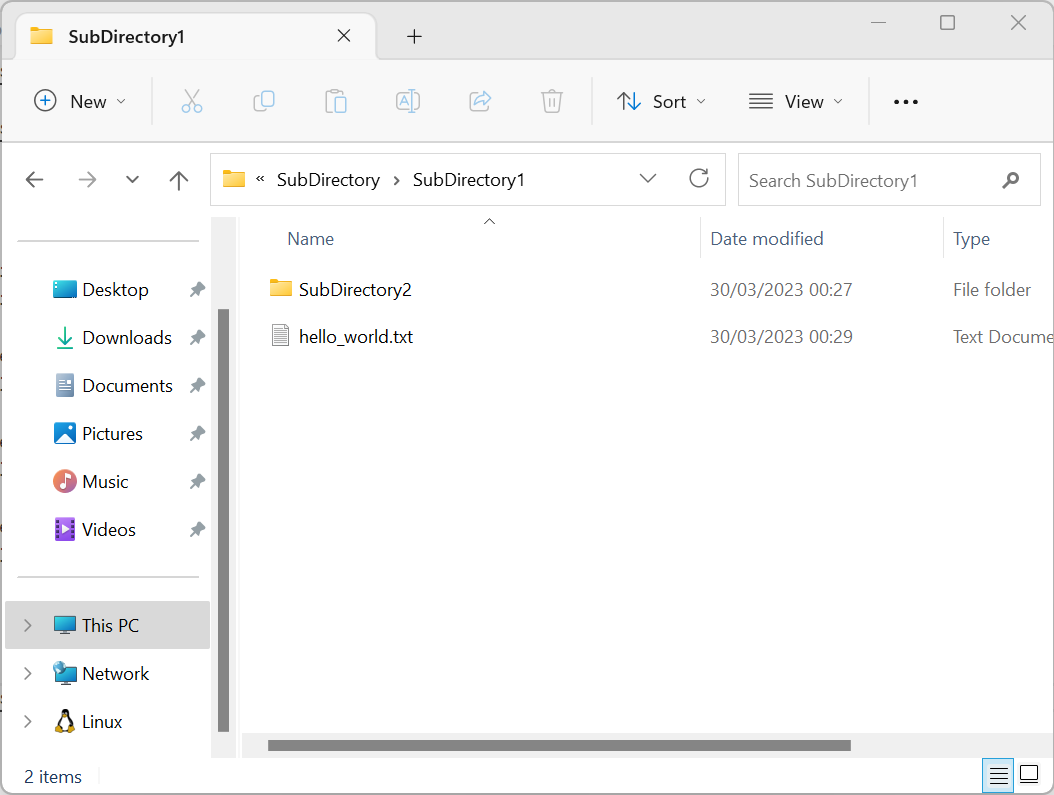 SubDirectory1
New
Sort
View
« SubDirectory › SubDirectory1
Search SubDirectory1
Name Date modified Type
SubDirectory2 30/03/2023 00:27 File folder
hello_world.txt 30/03/2023 00:29 Text Docume
Desktop
Downloads
Documents
Pictures
Music
Videos
This PC
Network
Linux
2 items